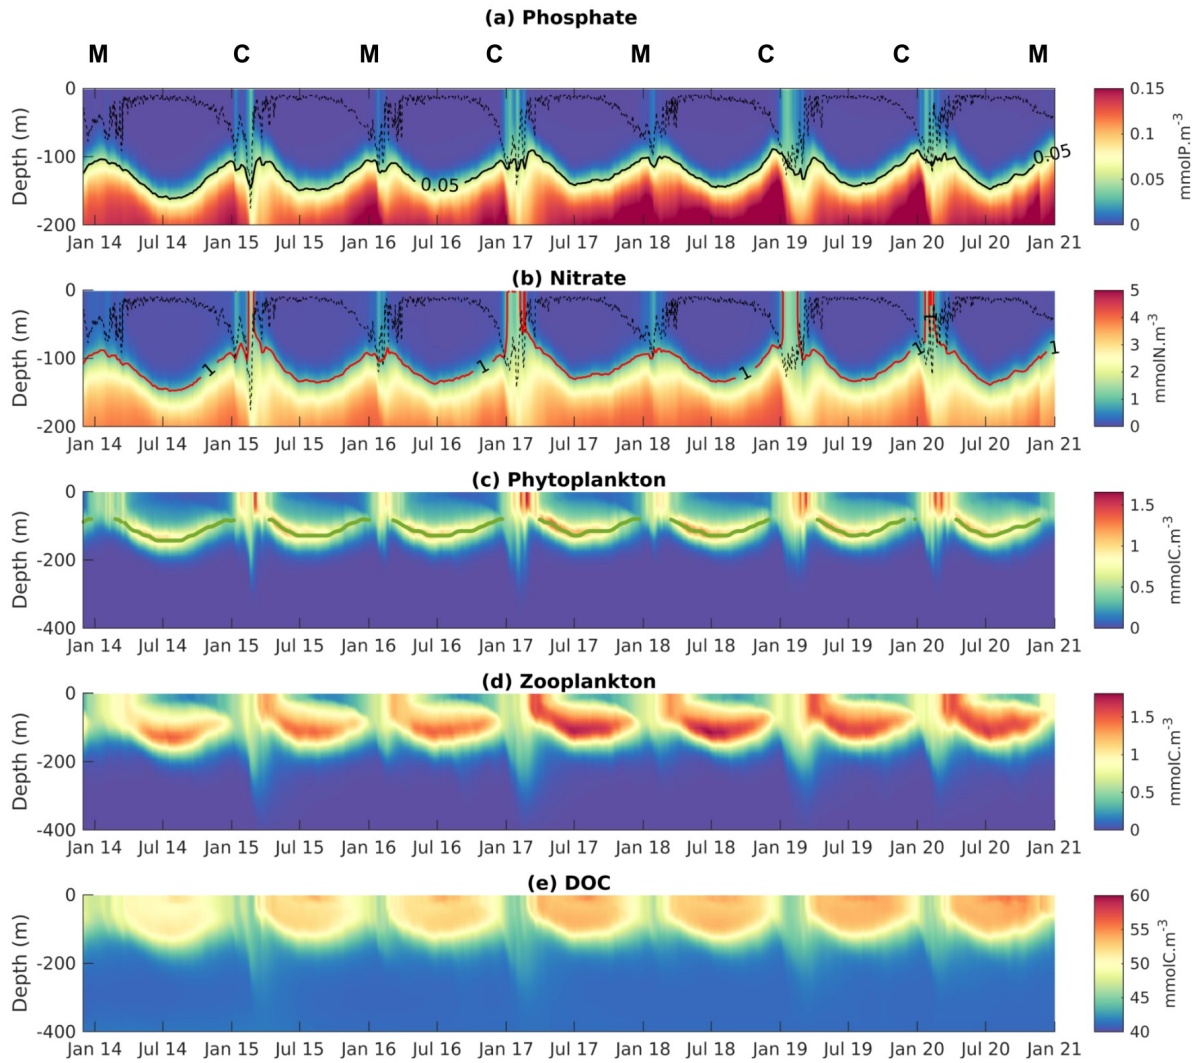 (a) Phosphate
M C M C M C C M
Depth (m)
0
-100
-200
0.05
0.05
Jan 14 Jul 14 Jan 15 Jul 15 Jan 16 Jul 16 Jan 17 Jul 17 Jan 18 Jul 18 Jan 19 Jul 19 Jan 20 Jul 20 Jan 21
0.15
0.1
0.05
0
mmolP.m⁻³
(b) Nitrate
Depth (m)
0
-100
-200
1 1 1 1 1 1
Jan 14 Jul 14 Jan 15 Jul 15 Jan 16 Jul 16 Jan 17 Jul 17 Jan 18 Jul 18 Jan 19 Jul 19 Jan 20 Jul 20 Jan 21
5
4
3
2
1
0
mmolN.m⁻³
(c) Phytoplankton
Depth (m)
0
-200
-400
Jan 14 Jul 14 Jan 15 Jul 15 Jan 16 Jul 16 Jan 17 Jul 17 Jan 18 Jul 18 Jan 19 Jul 19 Jan 20 Jul 20 Jan 21
1.5
1
0.5
0
mmolC.m⁻³
(d) Zooplankton
Depth (m)
0
-200
-400
Jan 14 Jul 14 Jan 15 Jul 15 Jan 16 Jul 16 Jan 17 Jul 17 Jan 18 Jul 18 Jan 19 Jul 19 Jan 20 Jul 20 Jan 21
1.5
1
0.5
0
mmolC.m⁻³
(e) DOC
Depth (m)
0
-200
-400
Jan 14 Jul 14 Jan 15 Jul 15 Jan 16 Jul 16 Jan 17 Jul 17 Jan 18 Jul 18 Jan 19 Jul 19 Jan 20 Jul 20 Jan 21
60
55
50
45
40
mmolC.m⁻³